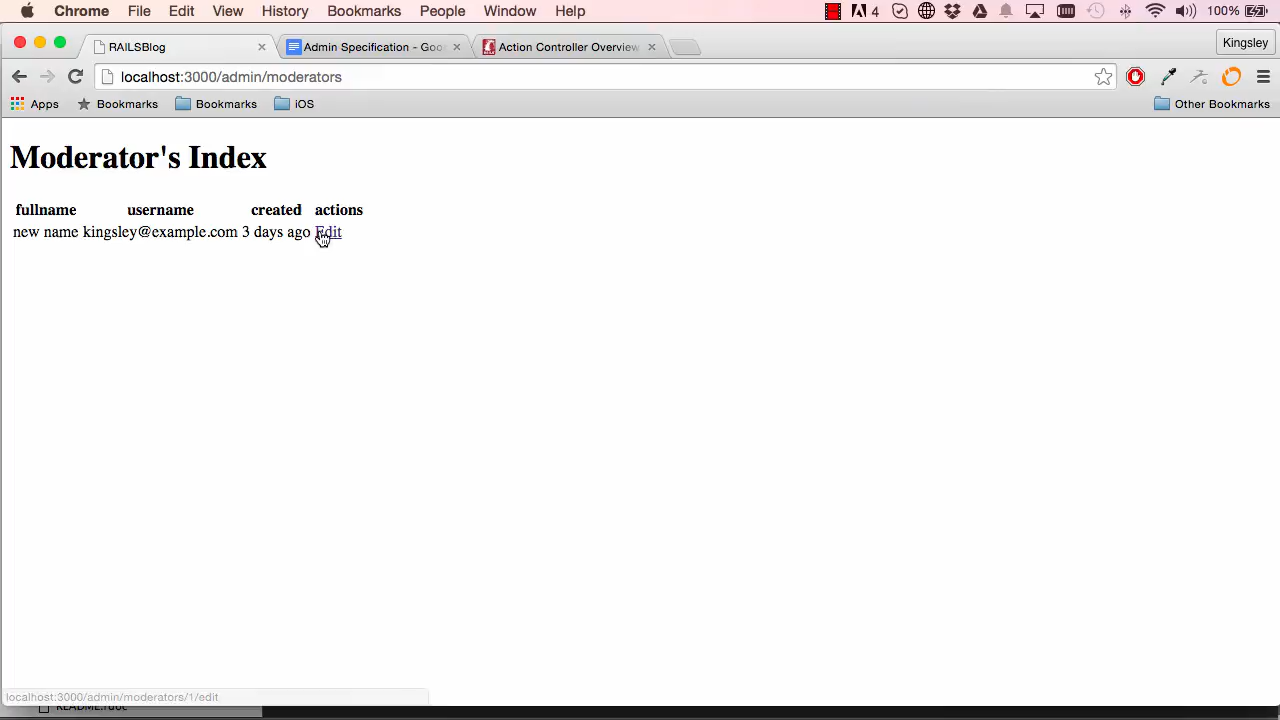 Chrome File Edit View History Bookmarks People Window Help 4 100%
RAILSBlog Admin Specification - Goo Action Controller Overview Kingsley
localhost:3000/admin/moderators
Apps Bookmarks Bookmarks iOS Other Bookmarks
Moderator's Index
fullname username created actions
new name kingsley@example.com 3 days ago Edit
localhost:3000/admin/moderators/1/edit
README.rdoc